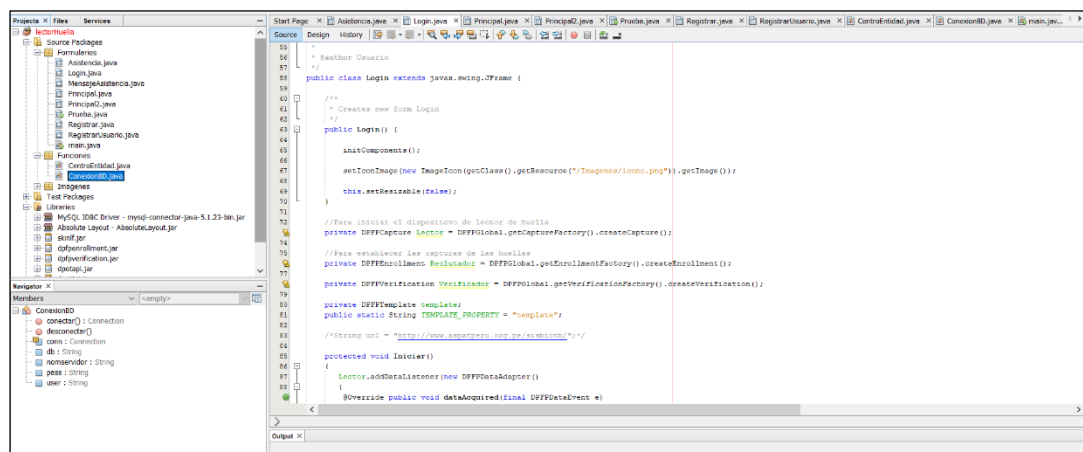 Projects Files Services
lectorHuella
Source Packages
Formularios
Asistencia.java
Login.java
MensajeAsistencia.java
Principal.java
Principal2.java
Prueba.java
Registrar.java
RegistrarUsuario.java
main.java
Funciones
CentroEntidad.java
ConexionBD.java
Imagenes
Test Packages
Libraries
MySQL JDBC Driver - mysql-connector-java-5.1.23-bin.jar
Absolute Layout - AbsoluteLayout.jar
skinlf.jar
dpfpenrollment.jar
dpfpverification.jar
dpotapi.jar
Navigator
Members <empty>
ConexionBD
conectar() : Connection
desconectar()
conn : Connection
db : String
nomservidor : String
pass : String
user : String
Start Page Asistencia.java Login.java Principal.java Principal2.java Prueba.java Registrar.java RegistrarUsuario.java CentroEntidad.java ConexionBD.java main.jav...
Source Design History
55 *
56 * @author Usuario
57 */
58 public class Login extends javax.swing.JFrame {
59
60 /**
61 * Creates new form Login
62 */
63 public Login() {
64
65 initComponents();
66
67 setIconImage(new ImageIcon(getClass().getResource("/Imagenes/icono.png")).getImage());
68
69 this.setResizable(false);
70 }
71
72 //Para iniciar el dispositovo de lector de huella
private DPFPCapture Lector = DPFPGlobal.getCaptureFactory().createCapture();
74
75 //Para establecer las capturas de las huellas
private DPFPEnrollment Reclutador = DPFPGlobal.getEnrollmentFactory().createEnrollment();
77
private DPFPVerification Verificador = DPFPGlobal.getVerificationFactory().createVerification();
79
80 private DPFPTemplate template;
81 public static String TEMPLATE_PROPERTY = "template";
82
83 /*String url = "http://www.aspatperu.org.pe/sisbiotb/";*/
84
85 protected void Iniciar()
86 {
87 Lector.addDataListener(new DPFPDataAdapter()
88 {
@Override public void dataAcquired(final DPFPDataEvent e)
Output